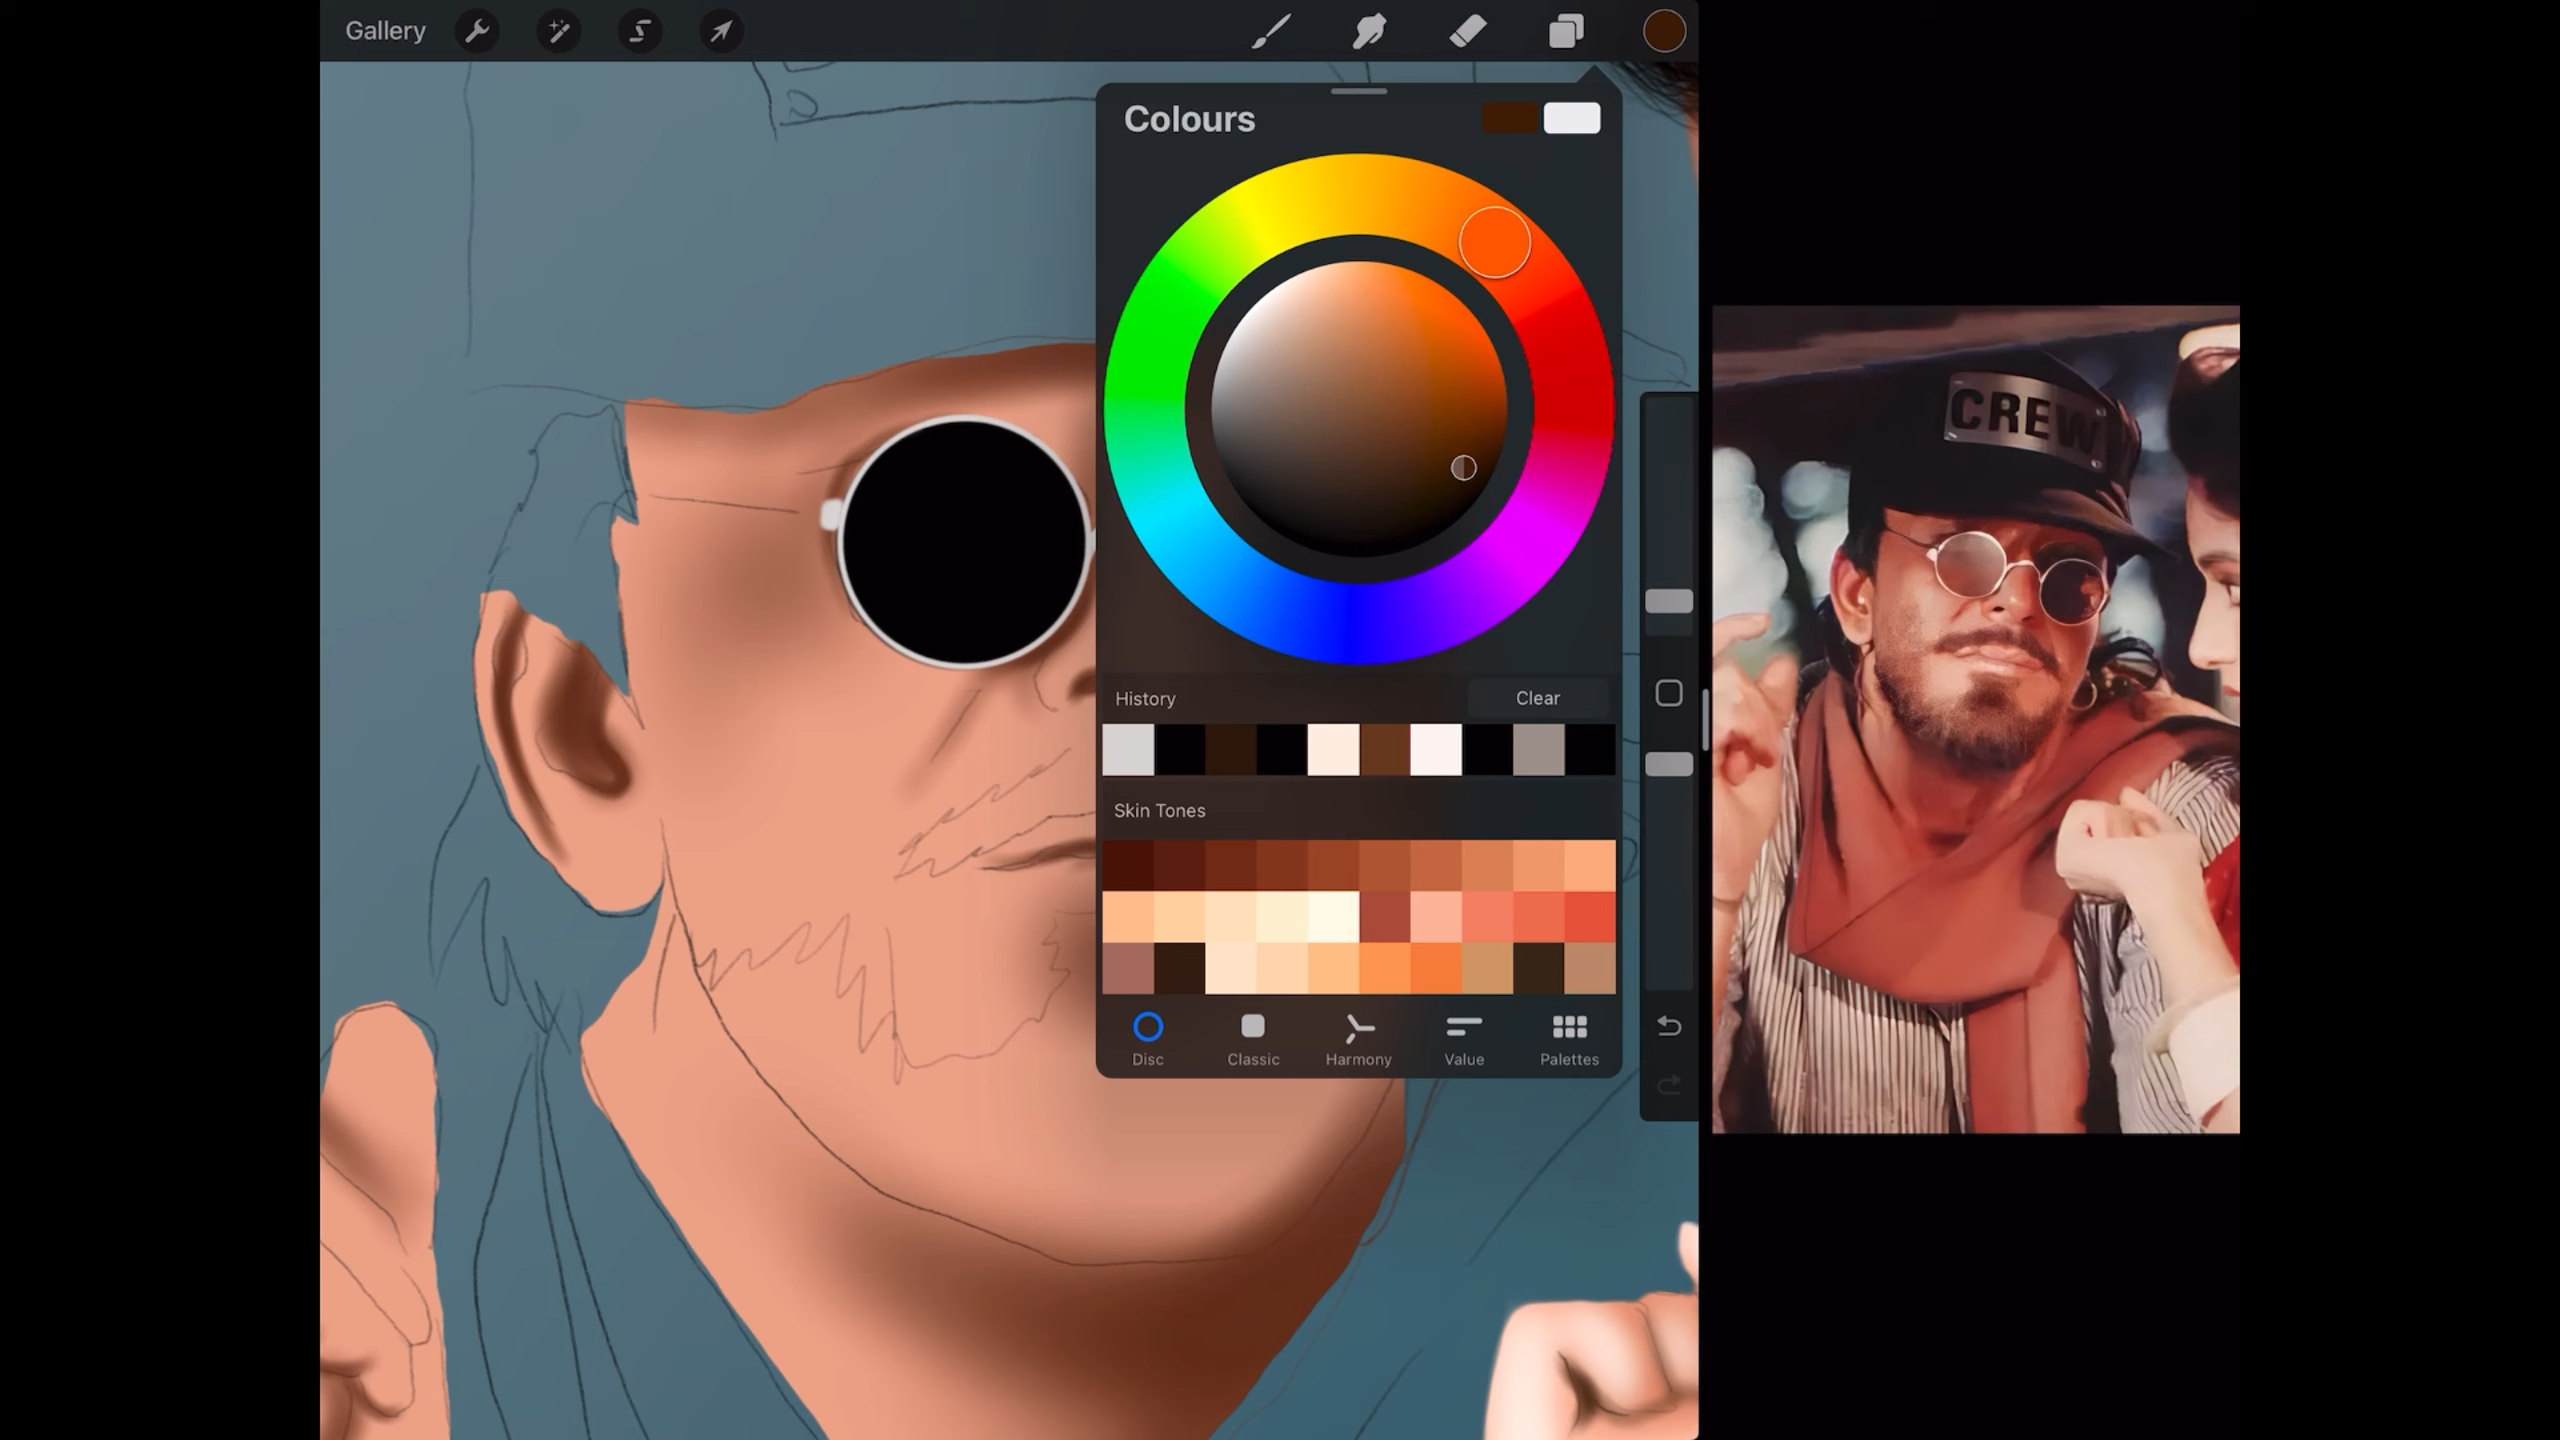 Gallery
Colours
History
Clear
Skin Tones
Disc
Classic
Harmony
Value
Palettes
CREW